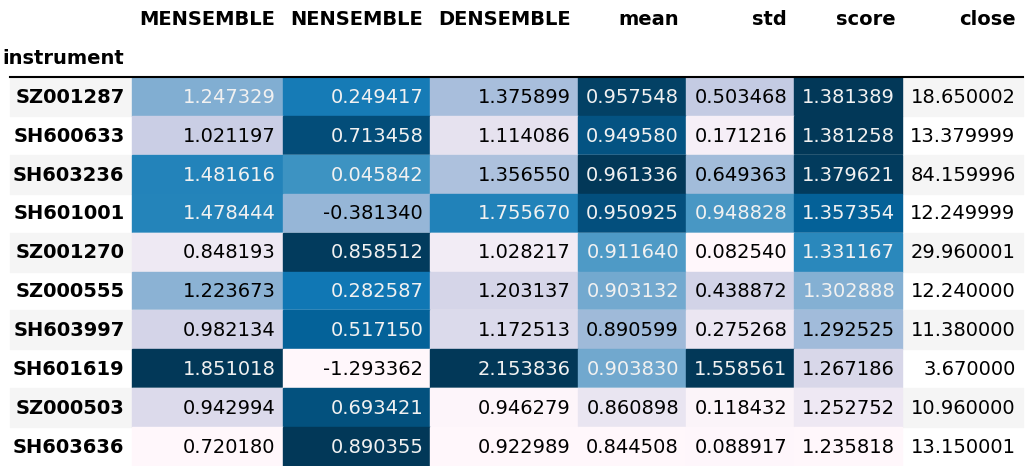 MENSEMBLE NENSEMBLE DENSEMBLE mean std score close
instrument
SZ001287 1.247329 0.249417 1.375899 0.957548 0.503468 1.381389 18.650002
SH600633 1.021197 0.713458 1.114086 0.949580 0.171216 1.381258 13.379999
SH603236 1.481616 0.045842 1.356550 0.961336 0.649363 1.379621 84.159996
SH601001 1.478444 -0.381340 1.755670 0.950925 0.948828 1.357354 12.249999
SZ001270 0.848193 0.858512 1.028217 0.911640 0.082540 1.331167 29.960001
SZ000555 1.223673 0.282587 1.203137 0.903132 0.438872 1.302888 12.240000
SH603997 0.982134 0.517150 1.172513 0.890599 0.275268 1.292525 11.380000
SH601619 1.851018 -1.293362 2.153836 0.903830 1.558561 1.267186 3.670000
SZ000503 0.942994 0.693421 0.946279 0.860898 0.118432 1.252752 10.960000
SH603636 0.720180 0.890355 0.922989 0.844508 0.088917 1.235818 13.150001